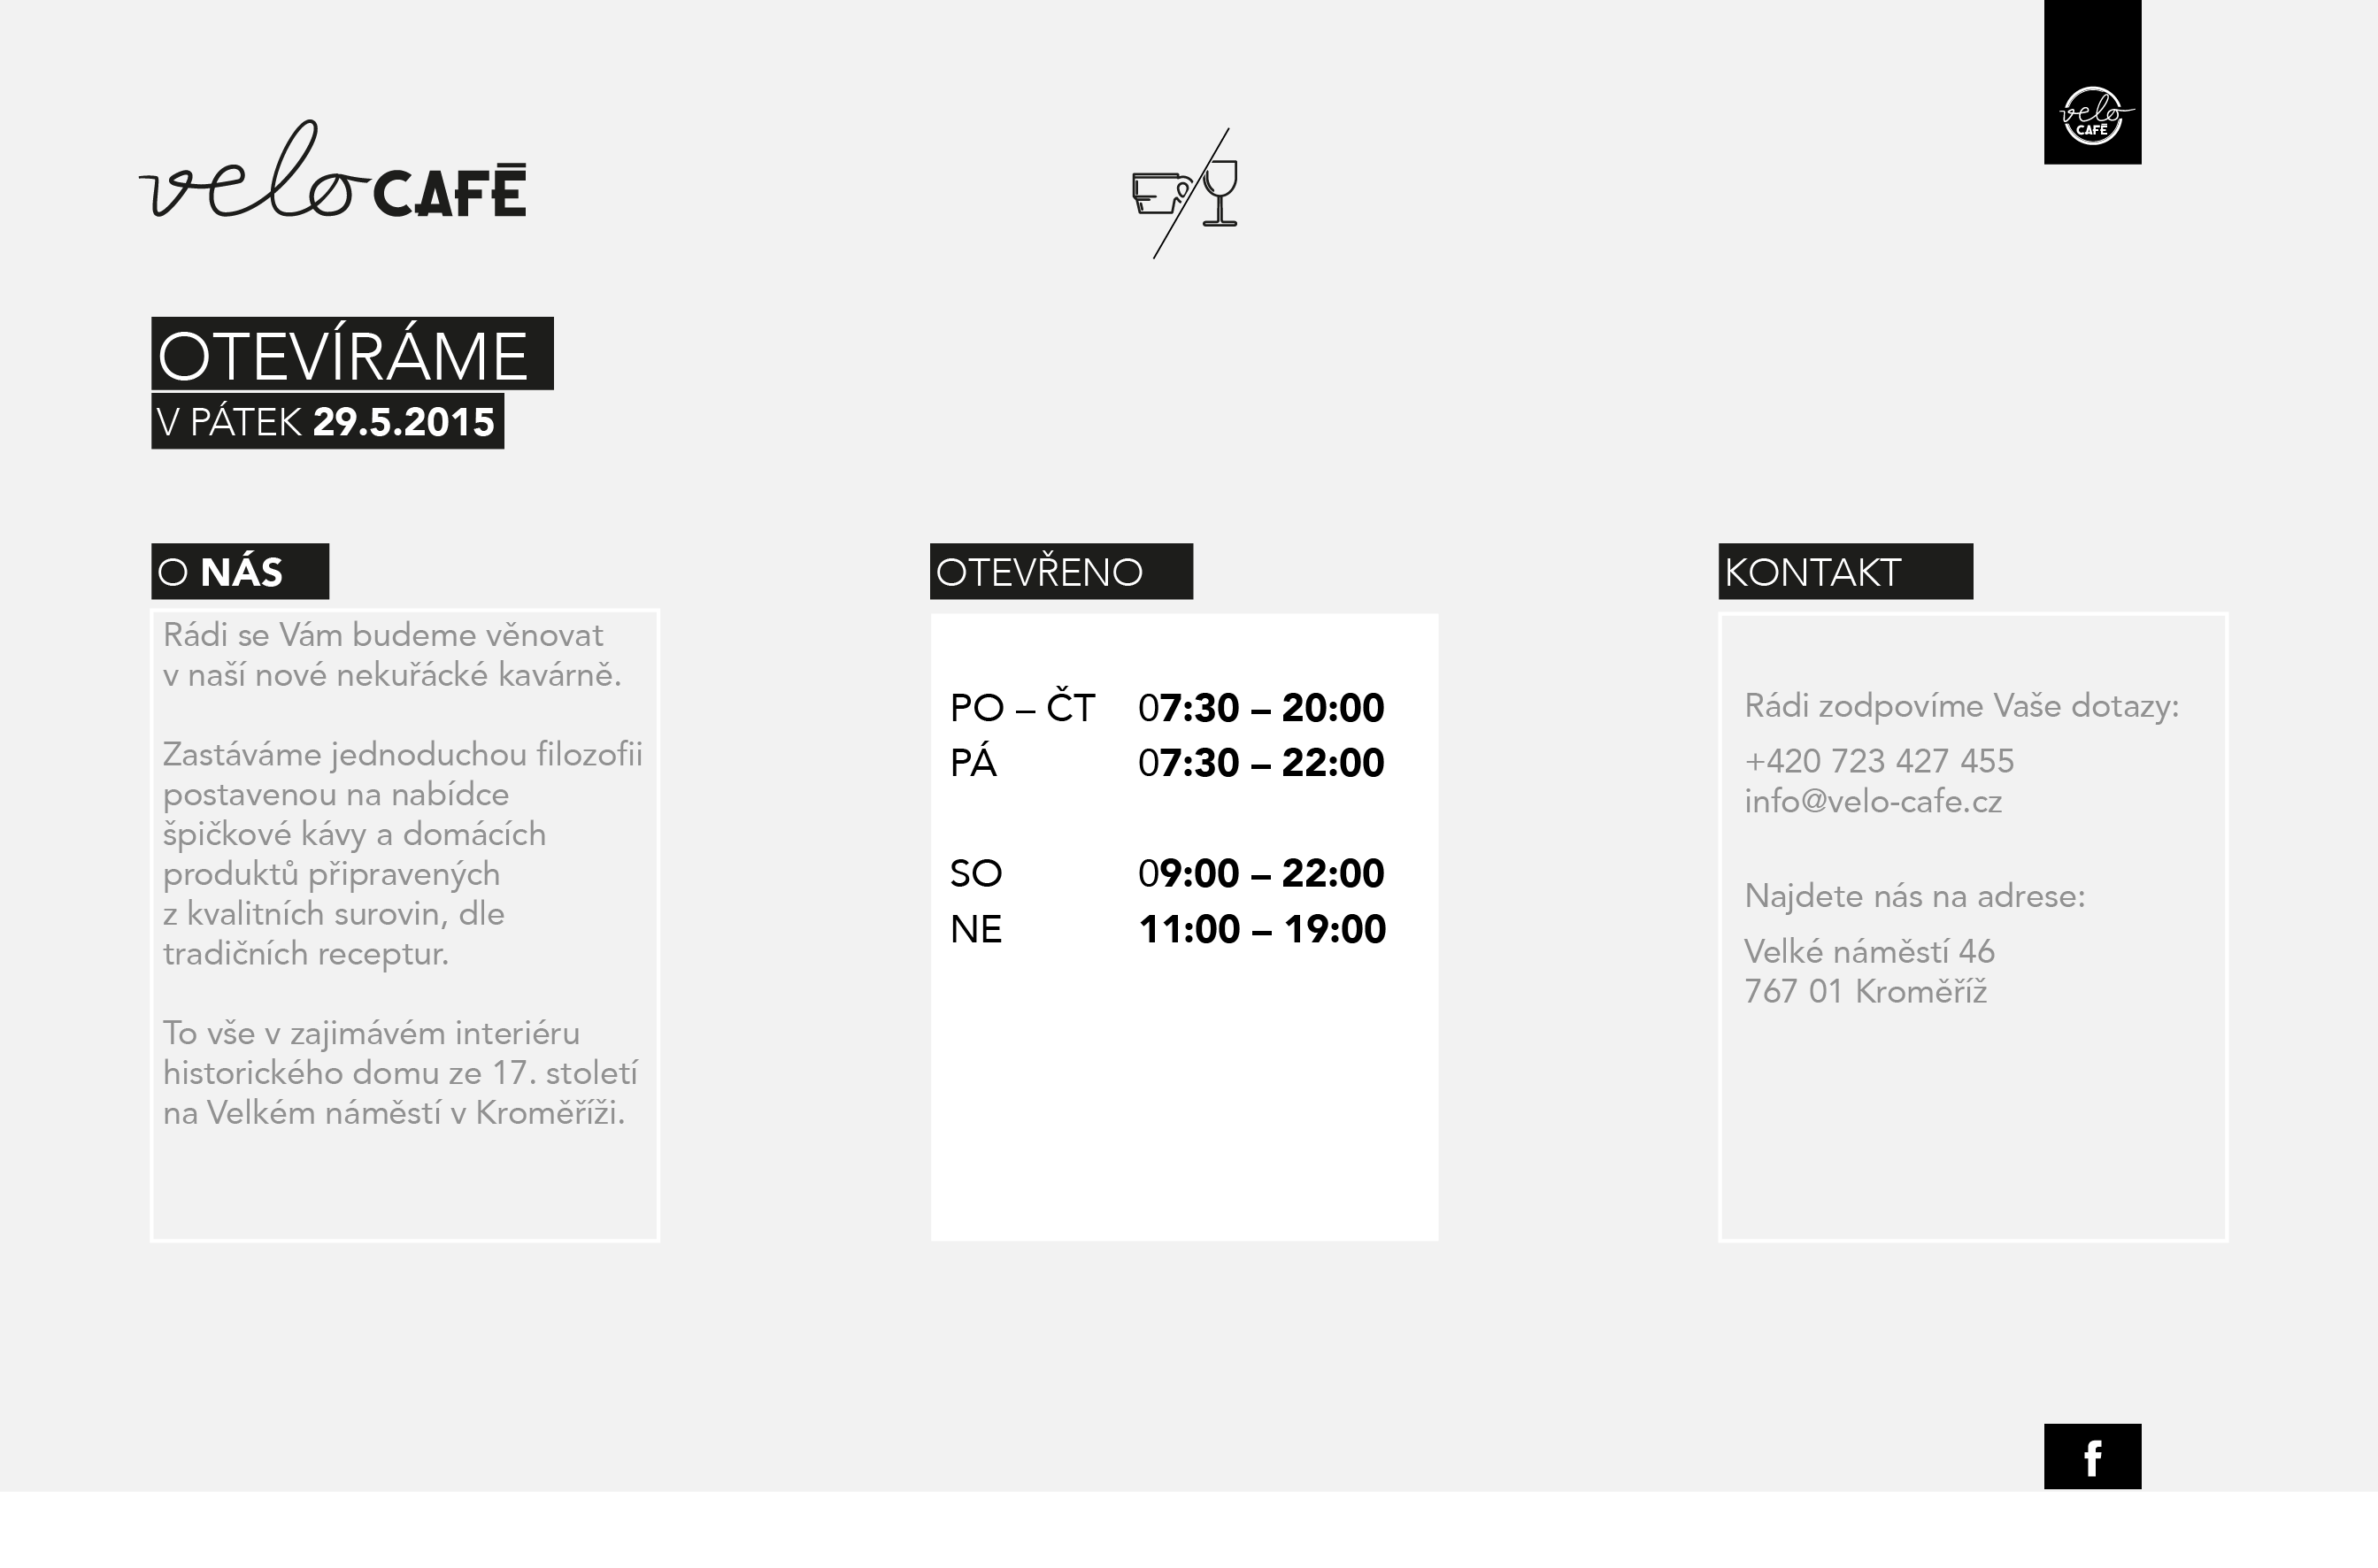 velo CAFĒ
velo
CAFĒ
OTEVÍRÁME
V PÁTEK 29.5.2015
O NÁS
Rádi se Vám budeme věnovat
v naší nové nekuřácké kavárně.
Zastáváme jednoduchou filozofii
postavenou na nabídce
špičkové kávy a domácích
produktů připravených
z kvalitních surovin, dle
tradičních receptur.
To vše v zajimávém interiéru
historického domu ze 17. století
na Velkém náměstí v Kroměříži.
OTEVŘENO
PO – ČT 07:30 – 20:00
PÁ 07:30 – 22:00
SO 09:00 – 22:00
NE 11:00 – 19:00
KONTAKT
Rádi zodpovíme Vaše dotazy:
+420 723 427 455
info@velo-cafe.cz
Najdete nás na adrese:
Velké náměstí 46
767 01 Kroměříž
f